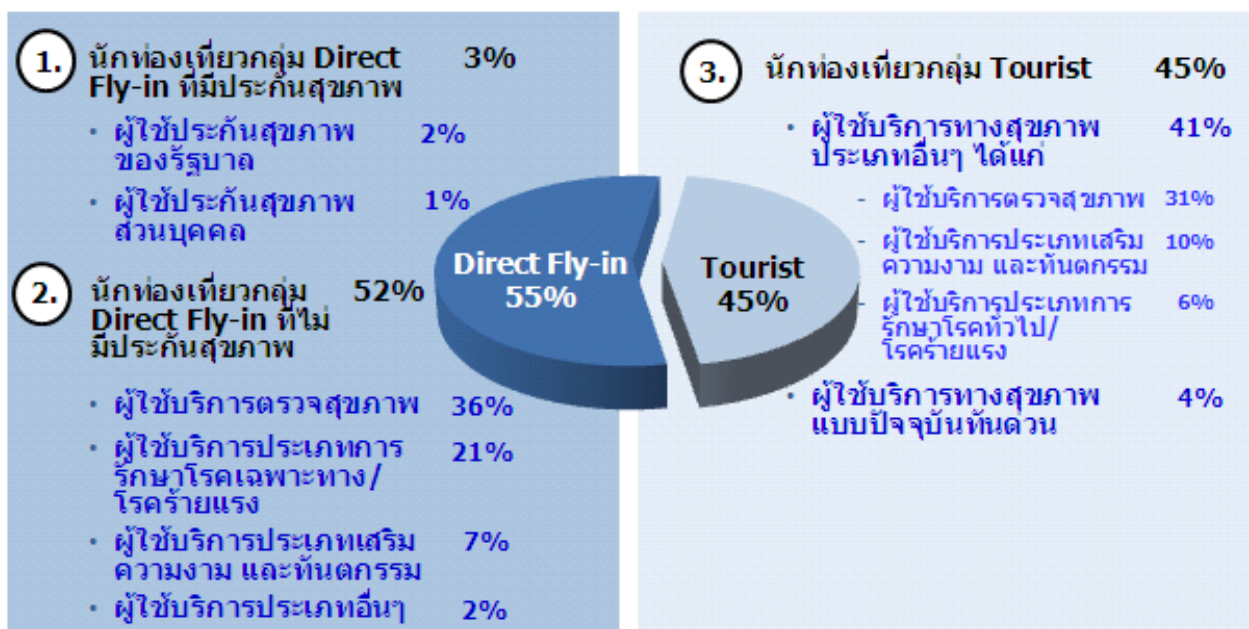 1. นักท่องเที่ยวกลุ่ม Direct 3%
Fly-in ที่มีประกันสุขภาพ
• ผู้ใช้ประกันสุขภาพ 2%
ของรัฐบาล
• ผู้ใช้ประกันสุขภาพ 1%
ส่วนบุคคล
2. นักท่องเที่ยวกลุ่ม 52%
Direct Fly-in ที่ไม่
มีประกันสุขภาพ
• ผู้ใช้บริการตรวจสุขภาพ 36%
• ผู้ใช้บริการประเภทการ 21%
รักษาโรคเฉพาะทาง/
โรคร้ายแรง
• ผู้ใช้บริการประเภทเสริม 7%
ความงาม และทันตกรรม
• ผู้ใช้บริการประเภทอื่นๆ 2%
Direct Fly-in
55%
Tourist
45%
3. นักท่องเที่ยวกลุ่ม Tourist 45%
• ผู้ใช้บริการทางสุขภาพ 41%
ประเภทอื่นๆ ได้แก่
- ผู้ใช้บริการตรวจสุขภาพ 31%
- ผู้ใช้บริการประเภทเสริม 10%
ความงาม และทันตกรรม
- ผู้ใช้บริการประเภทการ 6%
รักษาโรคทั่วไป/
โรคร้ายแรง
• ผู้ใช้บริการทางสุขภาพ 4%
แบบปัจจุบันทันด่วน